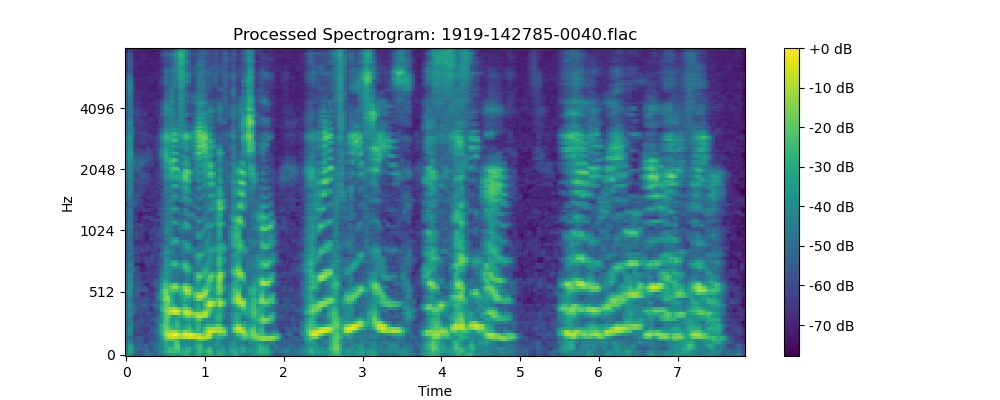 Processed Spectrogram: 1919-142785-0040.flac
+0 dB
4096
-10 dB
-20 dB
2048
-30 dB
Hz
1024
-40 dB
-50 dB
512
-60 dB
-70 dB
0
0 1 2 3 4 5 6 7
Time